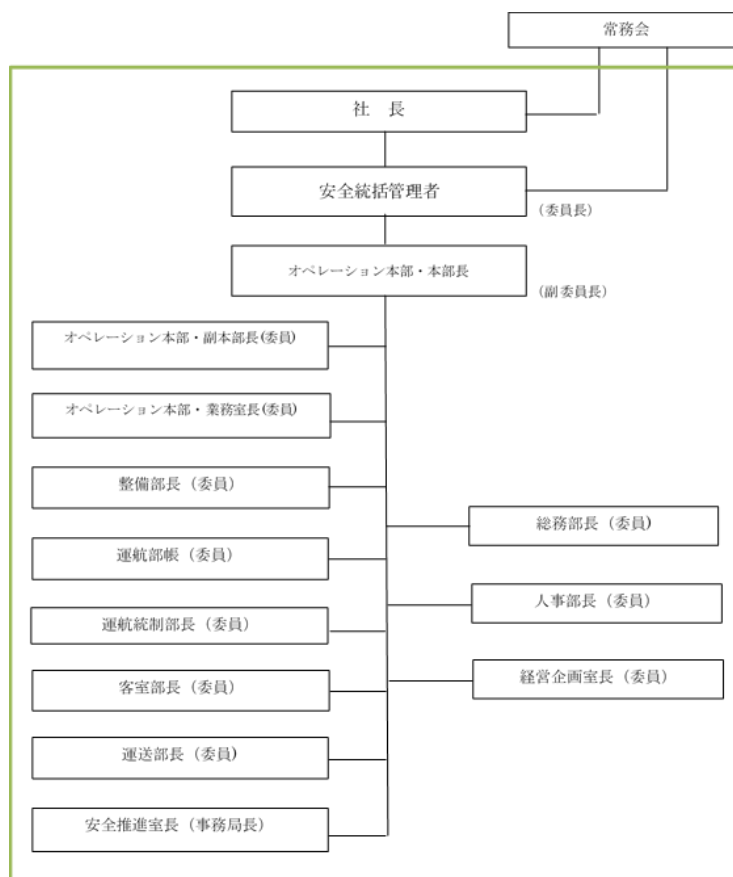 常務会
社　長
安全統括管理者
(委員長)
オペレーション本部・本部長
(副委員長)
オペレーション本部・副本部長(委員)
オペレーション本部・業務室長(委員)
整備部長（委員）
運航部帳（委員）
運航統制部長（委員）
客室部長（委員）
運送部長（委員)
安全推進室長（事務局長）
総務部長（委員)
人事部長（委員）
経営企画室長（委員）